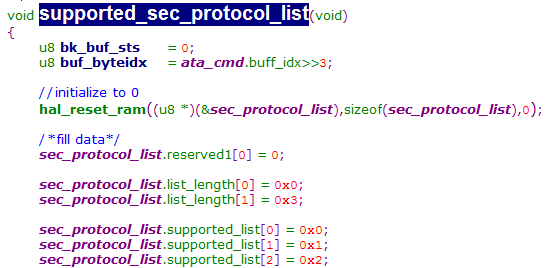 void supported_sec_protocol_list(void)
{
u8 bk_buf_sts = 0;
u8 buf_byteidx = ata_cmd.buff_idx>>3;
//initialize to 0
hal_reset_ram((u8 *)(&sec_protocol_list),sizeof(sec_protocol_list),0);
/*fill data*/
sec_protocol_list.reserved1[0] = 0;
sec_protocol_list.list_length[0] = 0x0;
sec_protocol_list.list_length[1] = 0x3;
sec_protocol_list.supported_list[0] = 0x0;
sec_protocol_list.supported_list[1] = 0x1;
sec_protocol_list.supported_list[2] = 0x2;